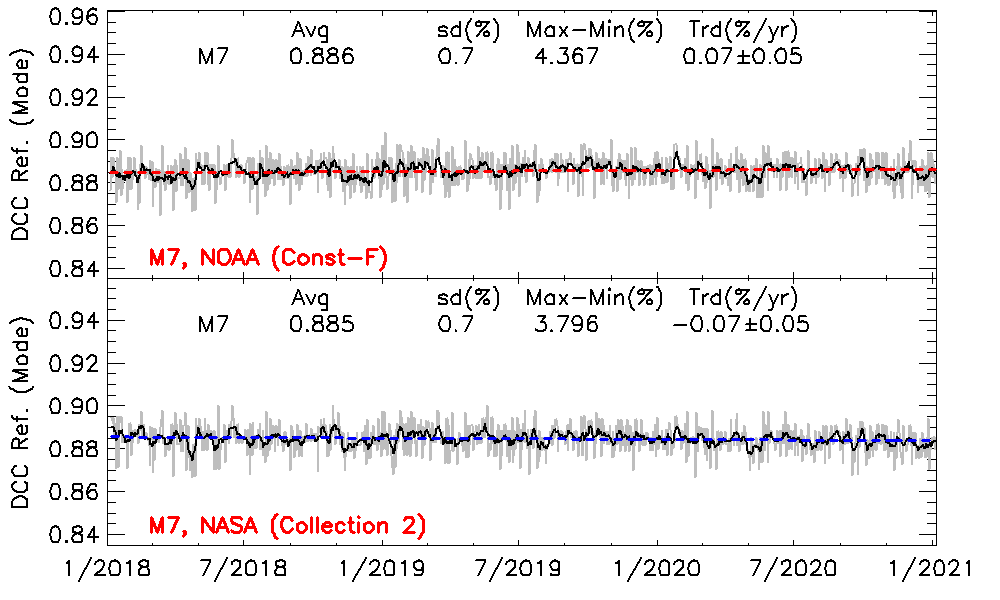 0.96
0.94
0.92
0.90
0.88
0.86
0.84
DCC Ref. (Mode)
Avg sd(%) Max−Min(%) Trd(%/yr)
M7 0.886 0.7 4.367 0.07±0.05
M7, NOAA (Const−F)
0.94
0.92
0.90
0.88
0.86
0.84
DCC Ref. (Mode)
Avg sd(%) Max−Min(%) Trd(%/yr)
M7 0.885 0.7 3.796 −0.07±0.05
M7, NASA (Collection 2)
1/2018 7/2018 1/2019 7/2019 1/2020 7/2020 1/2021